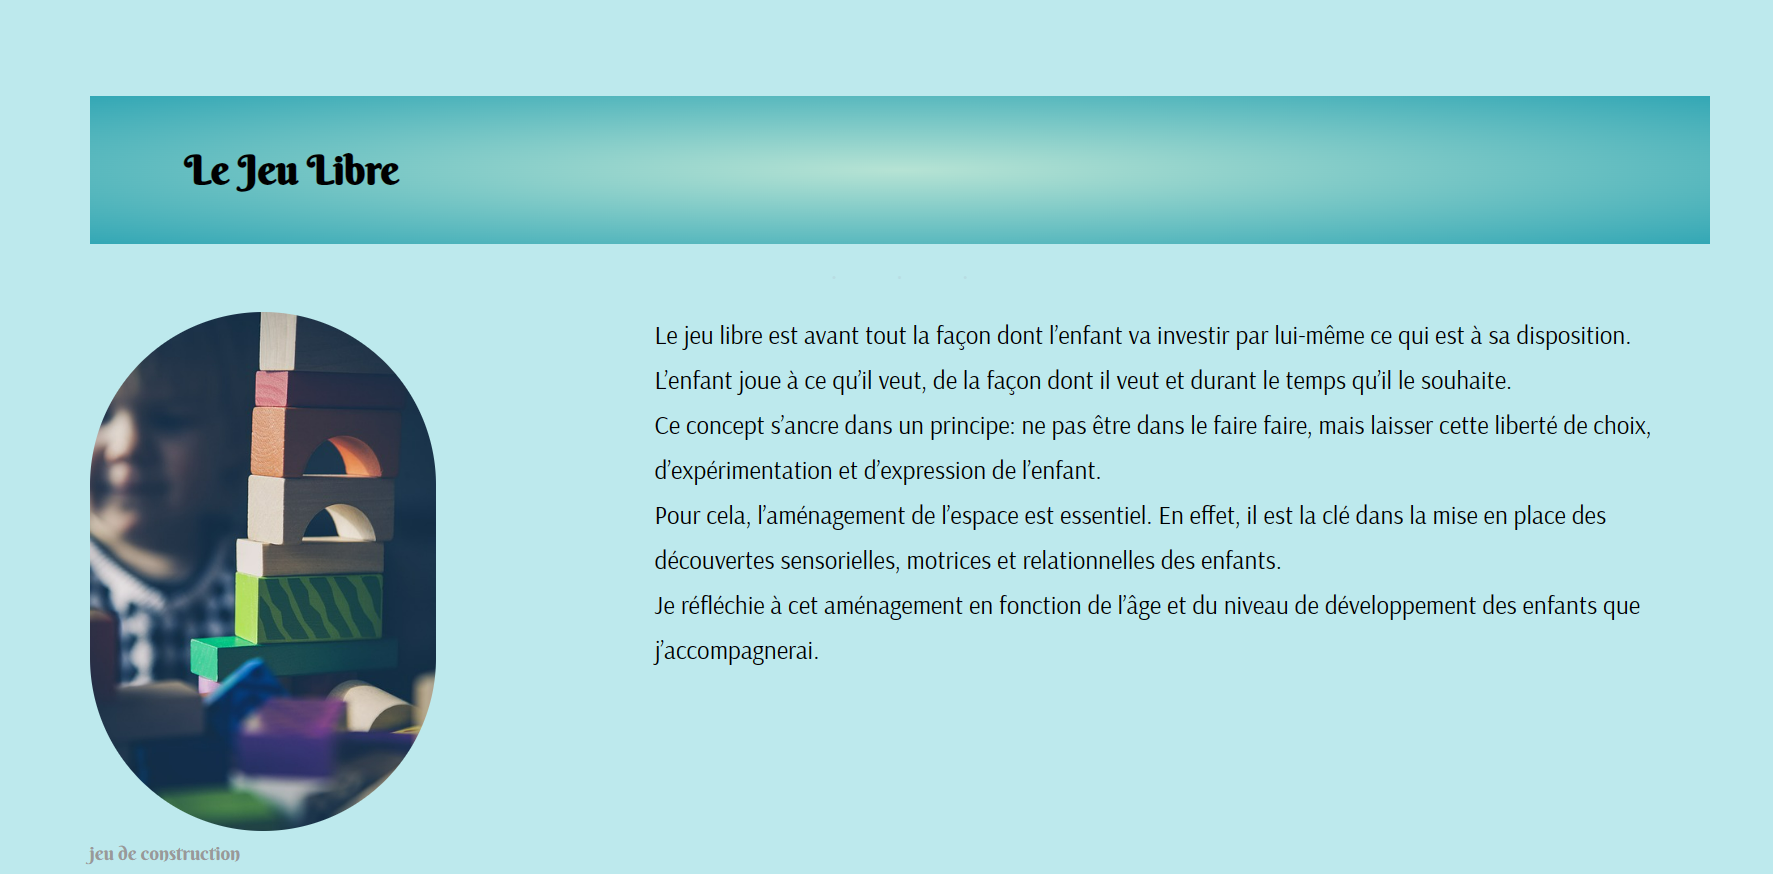 Le Jeu Libre
Le jeu libre est avant tout la façon dont l’enfant va investir par lui-même ce qui est à sa disposition.
L’enfant joue à ce qu’il veut, de la façon dont il veut et durant le temps qu’il le souhaite.
Ce concept s’ancre dans un principe: ne pas être dans le faire faire, mais laisser cette liberté de choix,
d’expérimentation et d’expression de l’enfant.
Pour cela, l’aménagement de l’espace est essentiel. En effet, il est la clé dans la mise en place des
découvertes sensorielles, motrices et relationnelles des enfants.
Je réfléchie à cet aménagement en fonction de l’âge et du niveau de développement des enfants que
j’accompagnerai.
jeu de construction